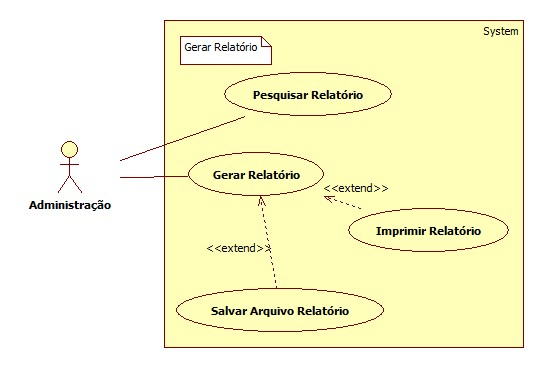 System
Gerar Relatório
Pesquisar Relatório
Gerar Relatório
<<extend>>
Administração
Imprimir Relatório
<<extend>>
Salvar Arquivo Relatório